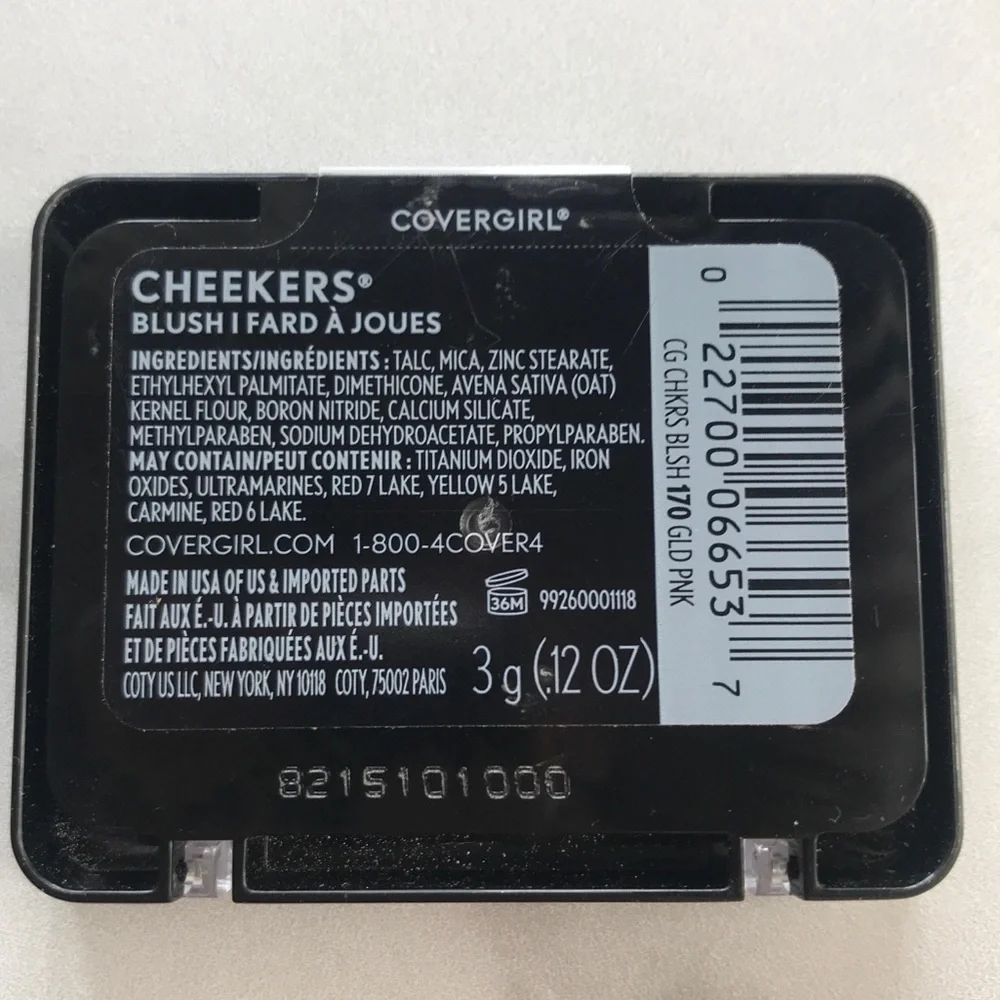 COVERGIRL®
CHEEKERS®
BLUSH I FARD À JOUES
INGREDIENTS/INGRÉDIENTS : TALC, MICA, ZINC STEARATE,
ETHYLHEXYL PALMITATE, DIMETHICONE, AVENA SATIVA (OAT)
KERNEL FLOUR, BORON NITRIDE, CALCIUM SILICATE,
METHYLPARABEN, SODIUM DEHYDROACETATE, PROPYLPARABEN.
MAY CONTAIN/PEUT CONTENIR : TITANIUM DIOXIDE, IRON
OXIDES, ULTRAMARINES, RED 7 LAKE, YELLOW 5 LAKE,
CARMINE, RED 6 LAKE.
COVERGIRL.COM 1-800-4COVER4
MADE IN USA OF US & IMPORTED PARTS
FAIT AUX É.-U. À PARTIR DE PIÈCES IMPORTÉES
ET DE PIÈCES FABRIQUÉES AUX É.-U.
COTY US LLC, NEW YORK, NY 10118 COTY, 75002 PARIS
36M 99260001118
3 g (.12 OZ)
CG CHKRS BLSH 170 GLD PNK
0 22700 06653 7
8215101000